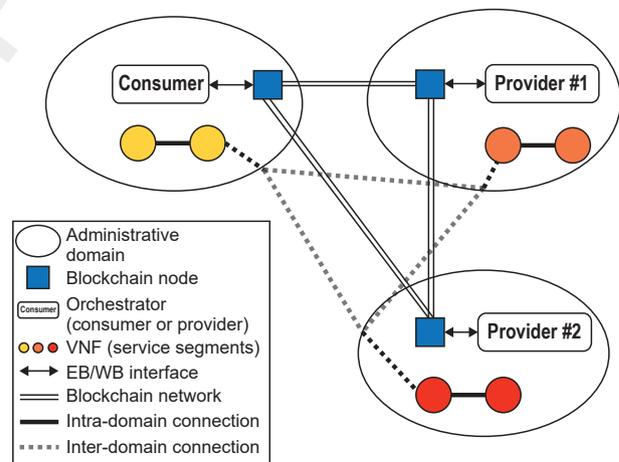 Consumer
Provider #1
Provider #2
Administrative
domain
Blockchain node
Consumer
Orchestrator
(consumer or provider)
VNF (service segments)
EB/WB interface
Blockchain network
Intra-domain connection
Inter-domain connection